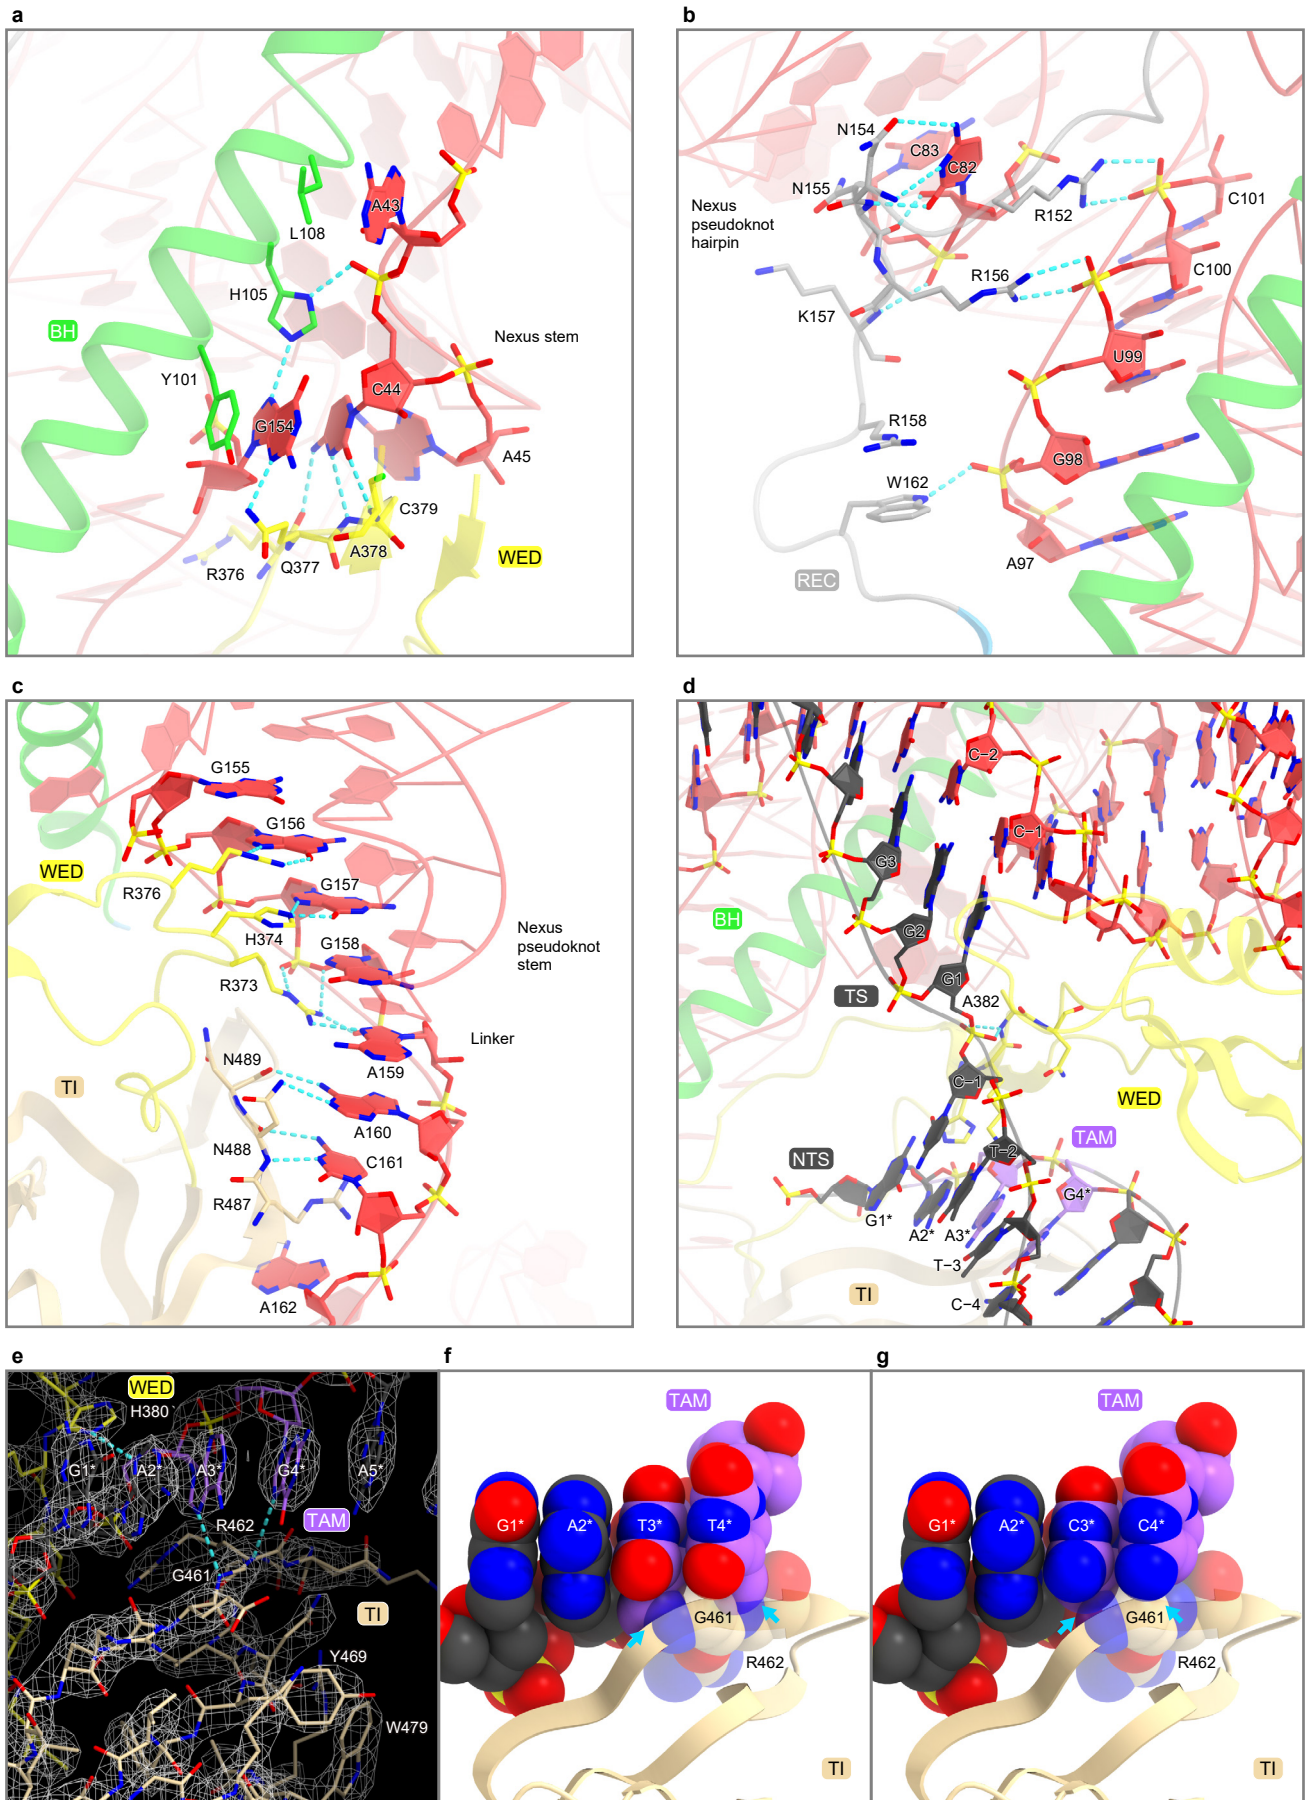 a
L108
A43
H105
BH
Nexus stem
Y101
C44
G154
A45
C379
A378
R376
Q377
WED
b
N154
C83
C82
N155
R152
C101
Nexus
pseudoknot
hairpin
R156
C100
K157
U99
R158
G98
W162
REC
A97
c
G155
G156
WED
R376
G157
H374
G158
Nexus
pseudoknot
stem
R373
Linker
N489
A159
TI
A160
N488
C161
R487
A162
d
C−2
C−1
G3
BH
G2
G1
TS
A382
C−1
WED
T−2
TAM
NTS
G4*
G1*
A2*
A3*
T−3
TI
C−4
e
WED
H380
G1*
A2*
A3*
G4*
A5*
R462
TAM
G461
TI
Y469
W479
f
TAM
G1*
A2*
T3*
T4*
G461
R462
TI
g
TAM
G1*
A2*
C3*
C4*
G461
R462
TI